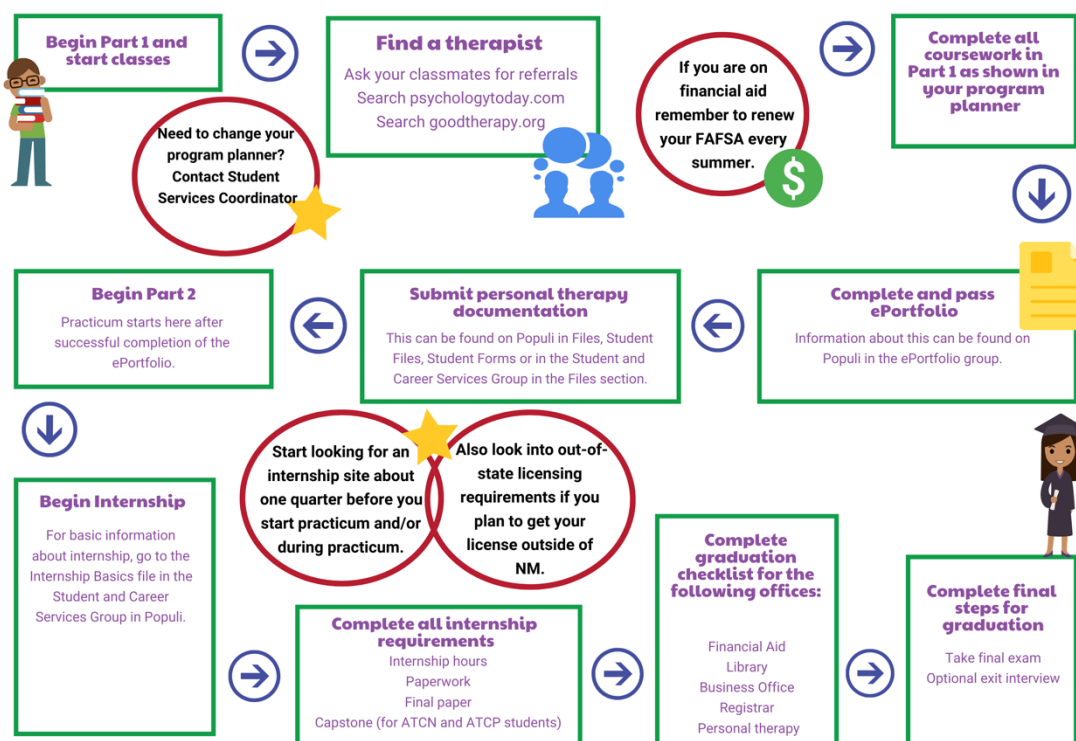 Begin Part 1 and
start classes
Find a therapist
Ask your classmates for referrals
Search psychologytoday.com
Search goodtherapy.org
Complete all
coursework in
Part 1 as shown in
your program
planner
Need to change your
program planner?
Contact Student
Services Coordinator
If you are on
financial aid
remember to renew
your FAFSA every
summer.
$
Begin Part 2
Practicum starts here after
successful completion of the
ePortfolio.
Submit personal therapy
documentation
This can be found on Populi in Files, Student
Files, Student Forms or in the Student and
Career Services Group in the Files section.
Complete and pass
ePortfolio
Information about this can be found on
Populi in the ePortfolio group.
Start looking for an
internship site about
one quarter before you
start practicum and/or
during practicum.
Also look into out-of-
state licensing
requirements if you
plan to get your
license outside of
NM.
Begin Internship
For basic information
about internship, go to the
Internship Basics file in the
Student and Career
Services Group in Populi.
Complete all internship
requirements
Internship hours
Paperwork
Final paper
Capstone (for ATCN and ATCP students)
Complete
graduation
checklist for the
following offices:
Financial Aid
Library
Business Office
Registrar
Personal therapy
Complete final
steps for
graduation
Take final exam
Optional exit interview